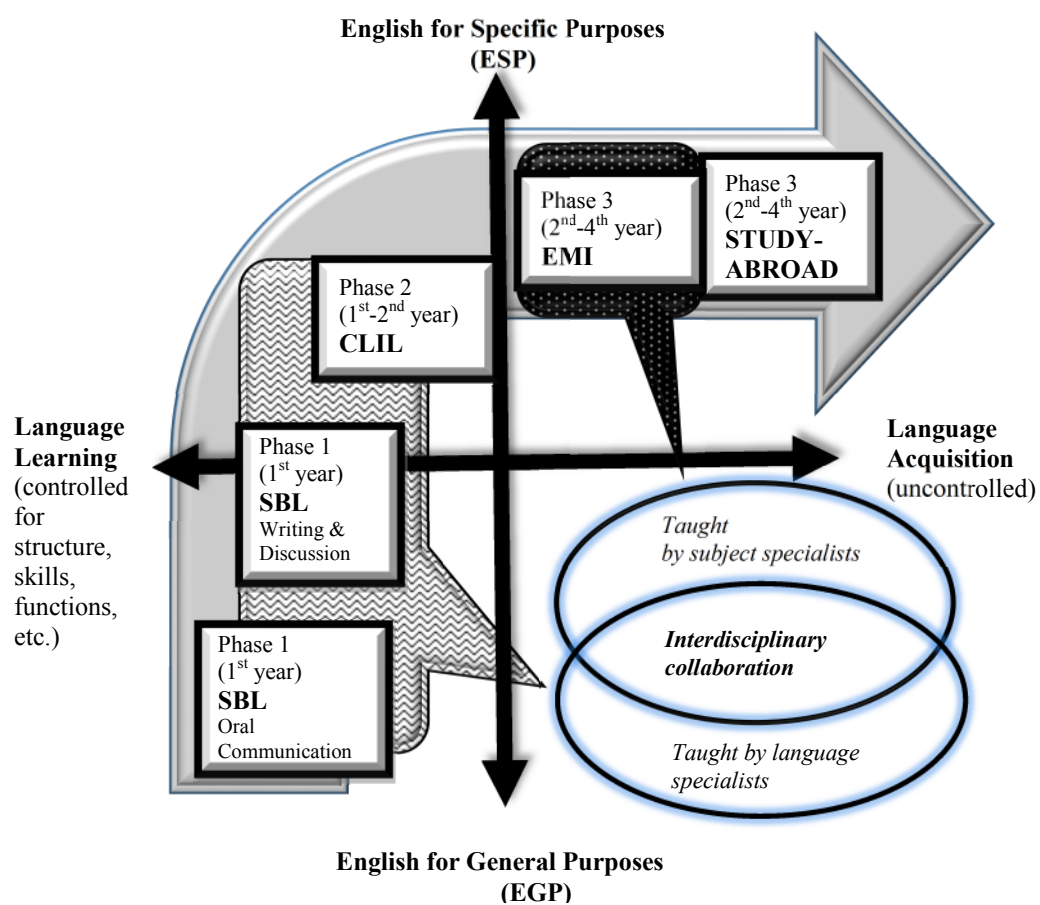 English for Specific Purposes
(ESP)
Phase 3
(2nd-4th year)
EMI
Phase 3
(2nd-4th year)
STUDY-
ABROAD
Phase 2
(1st-2nd year)
CLIL
Language
Learning
(controlled
for
structure,
skills,
functions,
etc.)
Phase 1
(1st year)
SBL
Writing &
Discussion
Language
Acquisition
(uncontrolled)
Phase 1
(1st year)
SBL
Oral
Communication
Taught
by subject specialists
Interdisciplinary
collaboration
Taught by language
specialists
English for General Purposes
(EGP)